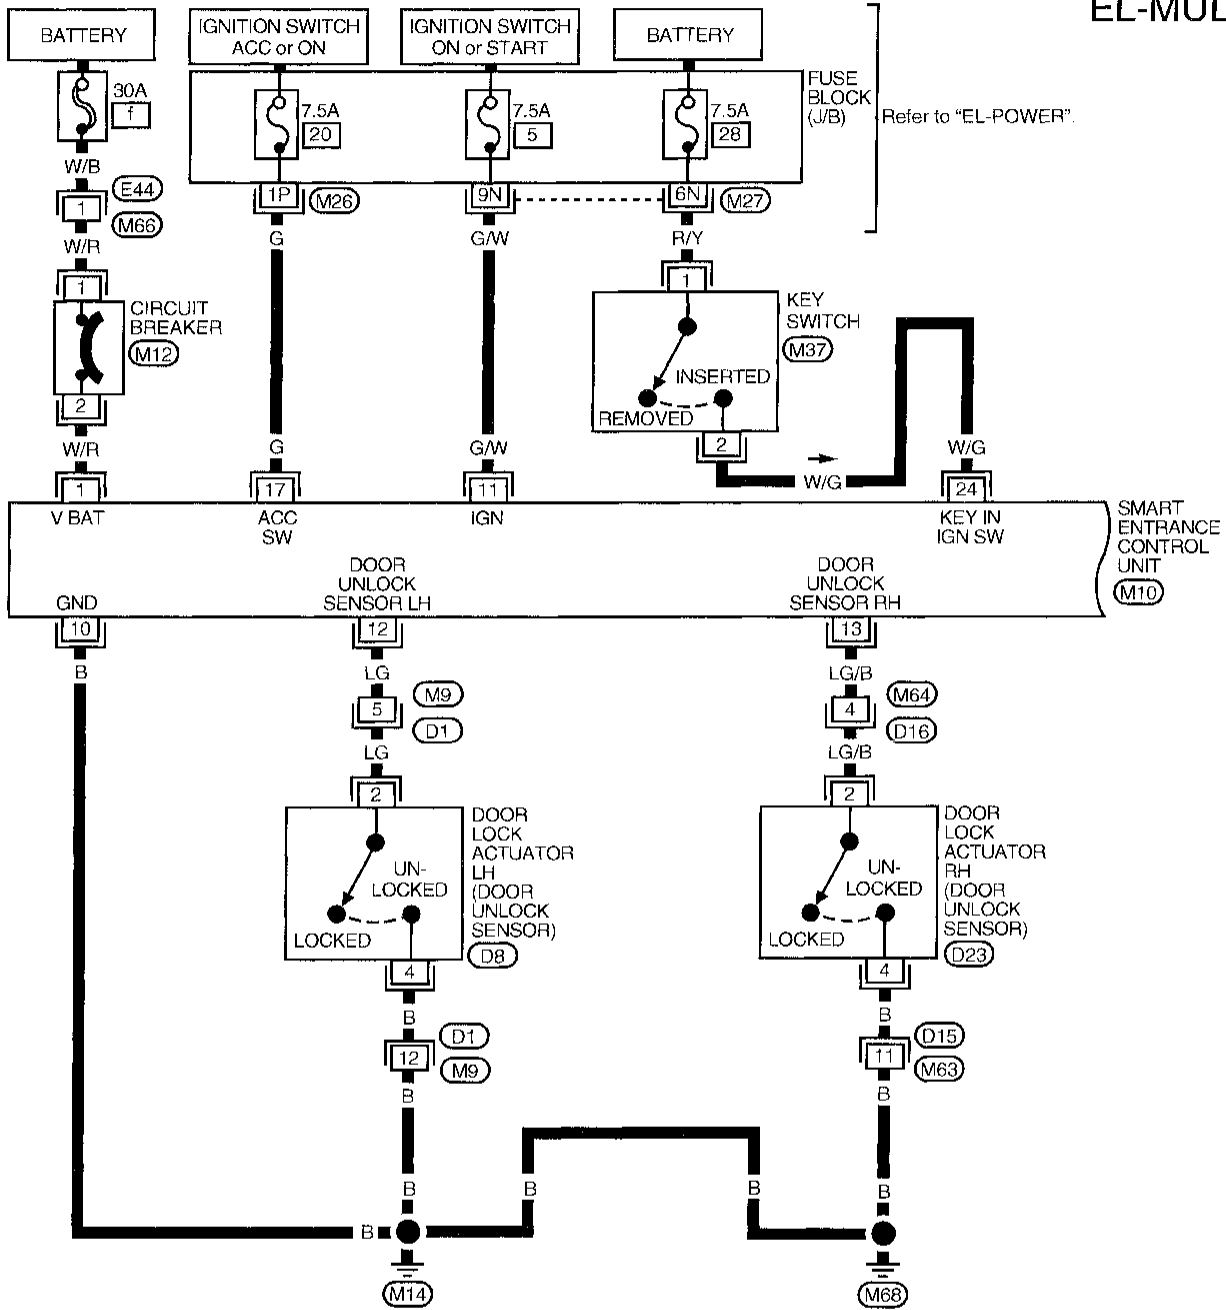 EL-MUL
BATTERY
IGNITION SWITCH
ACC or ON
IGNITION SWITCH
ON or START
BATTERY
30A
f
7.5A
20
7.5A
5
7.5A
28
FUSE
BLOCK
(J/B)
Refer to "EL-POWER".
W/B
E44
1
M66
1P
M26
9N
6N
M27
W/R
G
G/W
R/Y
1
1
CIRCUIT
BREAKER
M12
KEY
SWITCH
M37
INSERTED
REMOVED
2
2
W/R
G
G/W
W/G
W/G
1
17
11
24
V BAT
ACC
SW
IGN
KEY IN
IGN SW
SMART
ENTRANCE
CONTROL
UNIT
M10
DOOR
UNLOCK
SENSOR LH
DOOR
UNLOCK
SENSOR RH
GND
10
12
13
B
LG
LG/B
M9
5
D1
M64
4
D16
LG
LG/B
2
2
DOOR
LOCK
ACTUATOR
LH
(DOOR
UNLOCK
SENSOR)
D8
UN-
LOCKED
LOCKED
DOOR
LOCK
ACTUATOR
RH
(DOOR
UNLOCK
SENSOR)
D23
UN-
LOCKED
LOCKED
4
4
B
B
D1
12
M9
D15
11
M63
B
B
B
B
B
B
B
M14
M68